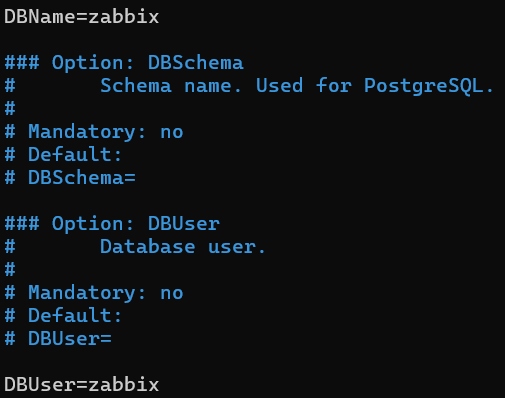 DBName=zabbix
### Option: DBSchema
#       Schema name. Used for PostgreSQL.
#
# Mandatory: no
# Default:
# DBSchema=
### Option: DBUser
#       Database user.
#
# Mandatory: no
# Default:
# DBUser=
DBUser=zabbix